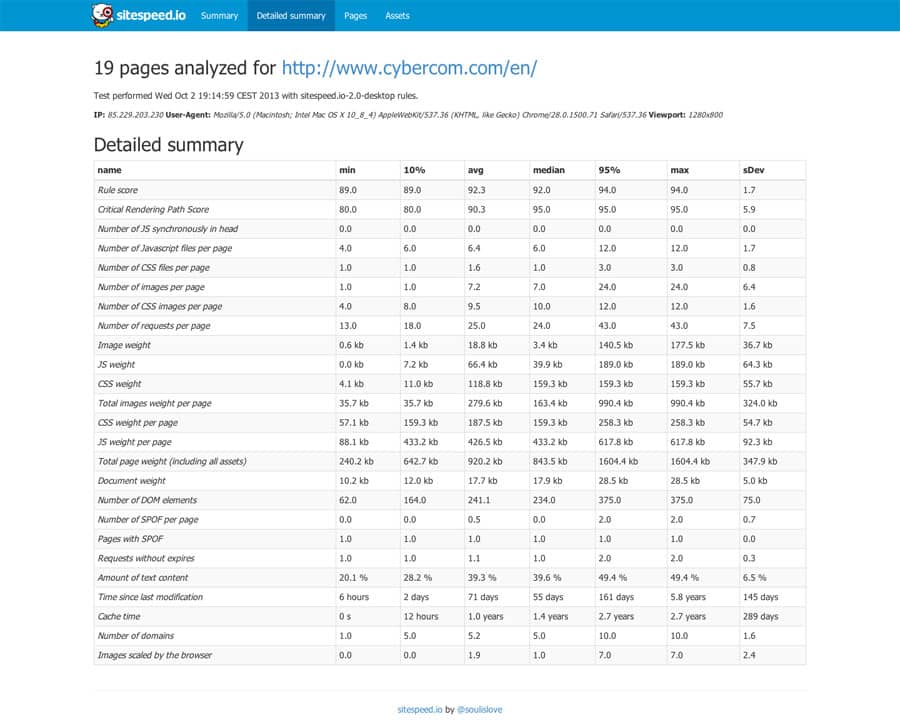 sitespeed.io Summary Detailed summary Pages Assets
19 pages analyzed for http://www.cybercom.com/en/
Test performed Wed Oct 2 19:14:59 CEST 2013 with sitespeed.io-2.0-desktop rules.
IP: 85.229.203.230 User-Agent: Mozilla/5.0 (Macintosh; Intel Mac OS X 10_8_4) AppleWebKit/537.36 (KHTML, like Gecko) Chrome/28.0.1500.71 Safari/537.36 Viewport: 1280x800
Detailed summary
name min 10% avg median 95% max sDev
Rule score 89.0 89.0 92.3 92.0 94.0 94.0 1.7
Critical Rendering Path Score 80.0 80.0 90.3 95.0 95.0 95.0 5.9
Number of JS synchronously in head 0.0 0.0 0.0 0.0 0.0 0.0 0.0
Number of Javascript files per page 4.0 6.0 6.4 6.0 12.0 12.0 1.7
Number of CSS files per page 1.0 1.0 1.6 1.0 3.0 3.0 0.8
Number of images per page 1.0 1.0 7.2 7.0 24.0 24.0 6.4
Number of CSS images per page 4.0 8.0 9.5 10.0 12.0 12.0 1.6
Number of requests per page 13.0 18.0 25.0 24.0 43.0 43.0 7.5
Image weight 0.6 kb 1.4 kb 18.8 kb 3.4 kb 140.5 kb 177.5 kb 36.7 kb
JS weight 0.0 kb 7.2 kb 66.4 kb 39.9 kb 189.0 kb 189.0 kb 64.3 kb
CSS weight 4.1 kb 11.0 kb 118.8 kb 159.3 kb 159.3 kb 159.3 kb 55.7 kb
Total images weight per page 35.7 kb 35.7 kb 279.6 kb 163.4 kb 990.4 kb 990.4 kb 324.0 kb
CSS weight per page 57.1 kb 159.3 kb 187.5 kb 159.3 kb 258.3 kb 258.3 kb 54.7 kb
JS weight per page 88.1 kb 433.2 kb 426.5 kb 433.2 kb 617.8 kb 617.8 kb 92.3 kb
Total page weight (including all assets) 240.2 kb 642.7 kb 920.2 kb 843.5 kb 1604.4 kb 1604.4 kb 347.9 kb
Document weight 10.2 kb 12.0 kb 17.7 kb 17.9 kb 28.5 kb 28.5 kb 5.0 kb
Number of DOM elements 62.0 164.0 241.1 234.0 375.0 375.0 75.0
Number of SPOF per page 0.0 0.0 0.5 0.0 2.0 2.0 0.7
Pages with SPOF 1.0 1.0 1.0 1.0 1.0 1.0 0.0
Requests without expires 1.0 1.0 1.1 1.0 2.0 2.0 0.3
Amount of text content 20.1 % 28.2 % 39.3 % 39.6 % 49.4 % 49.4 % 6.5 %
Time since last modification 6 hours 2 days 71 days 55 days 161 days 5.8 years 145 days
Cache time 0 s 12 hours 1.0 years 1.4 years 2.7 years 2.7 years 289 days
Number of domains 1.0 5.0 5.2 5.0 10.0 10.0 1.6
Images scaled by the browser 0.0 0.0 1.9 1.0 7.0 7.0 2.4
sitespeed.io by @soulislove